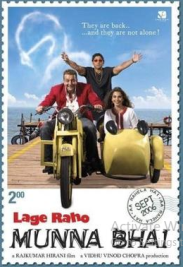 They are back...
...and they are not alone!
SEPT
2006
2.00
Lage Raho
MUNNA BHAI
a RAJKUMAR HIRANI film
a VIDHU VINOD CHOPRA production